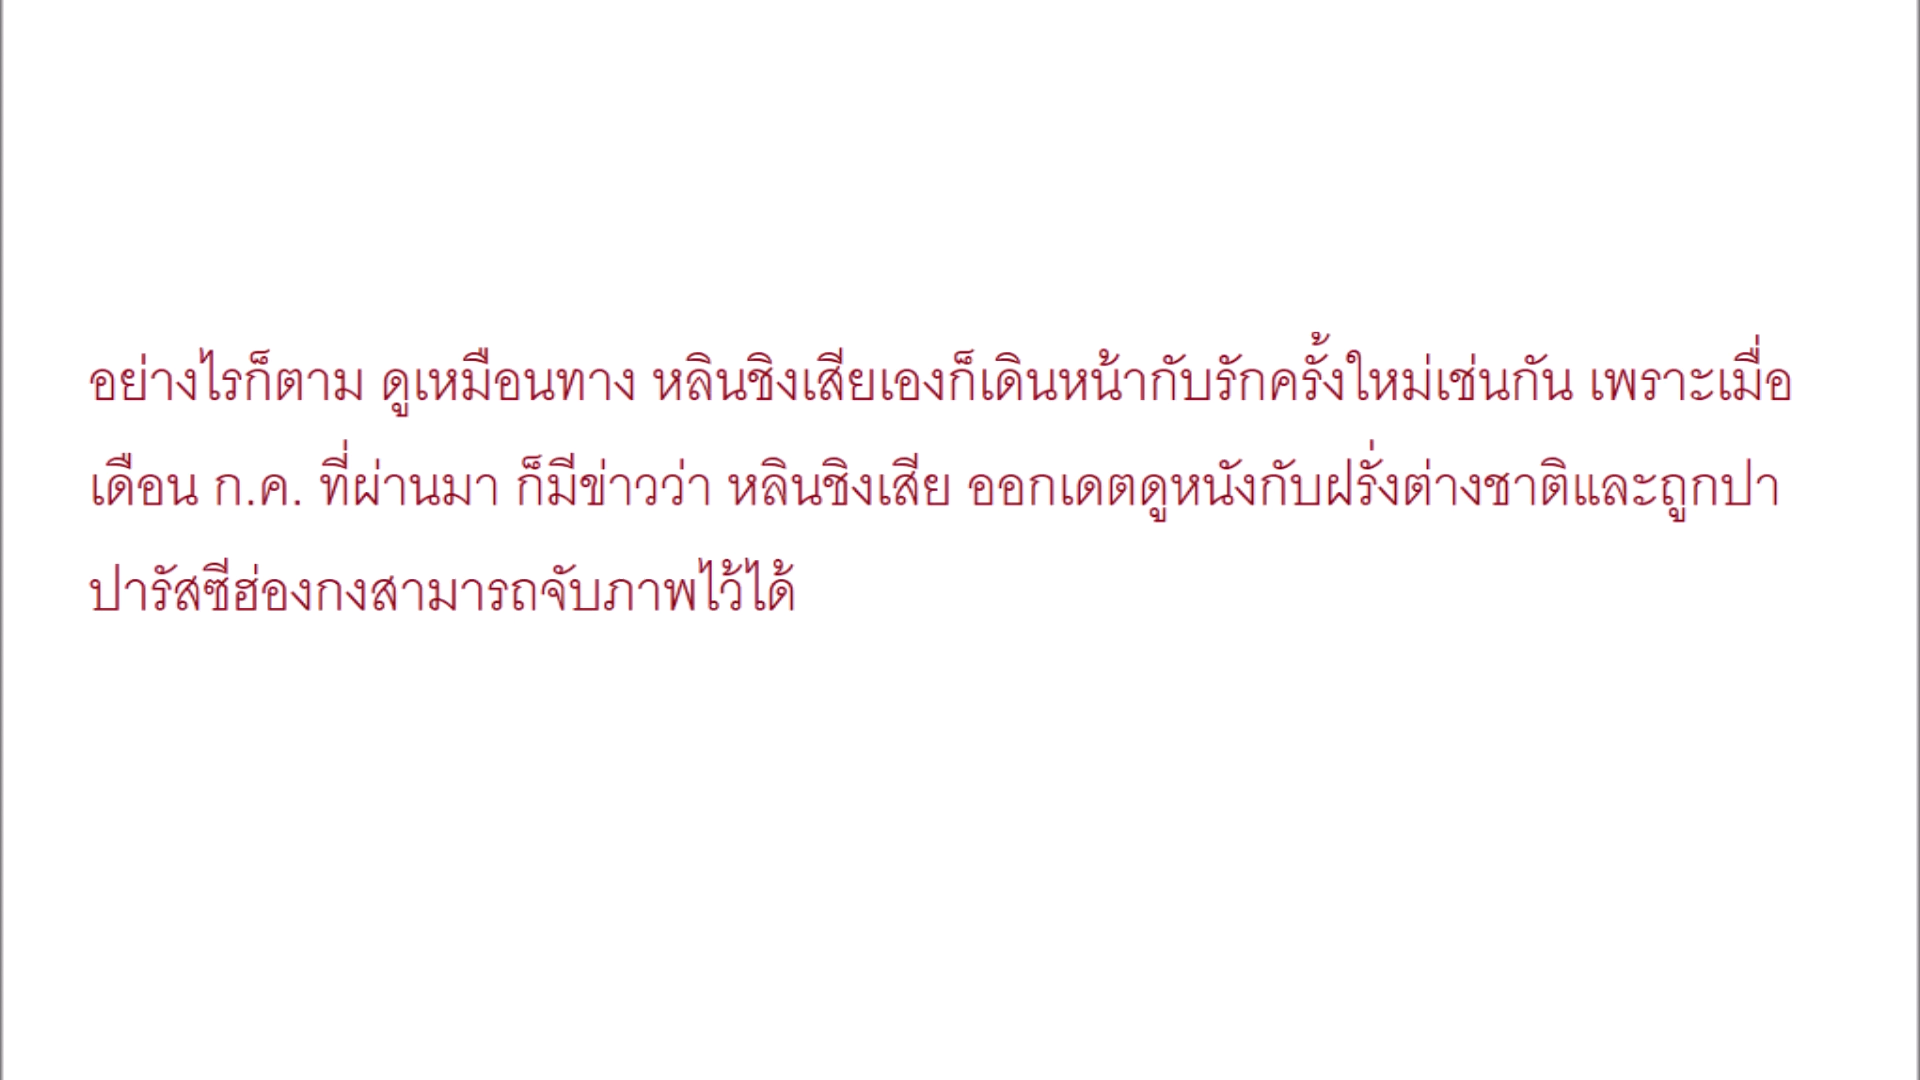 อย่างไรก็ตาม ดูเหมือนทาง หลินชิงเสียเองก็เดินหน้ากับรักครั้งใหม่เช่นกัน เพราะเมื่อ
เดือน ก.ค. ที่ผ่านมา ก็มีข่าวว่า หลินชิงเสีย ออกเดตดูหนังกับฝรั่งต่างชาติและถูกปา
ปารัสซีฮ่องกงสามารถจับภาพไว้ได้